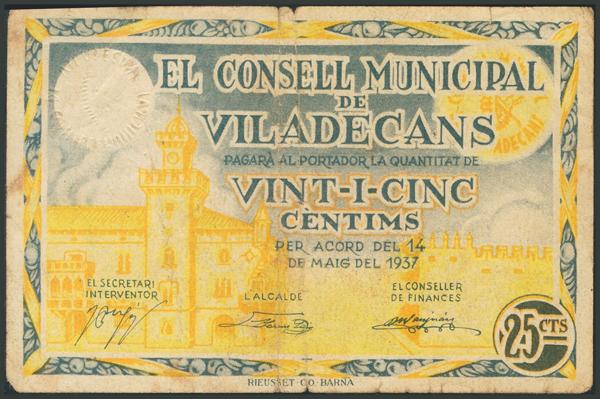 EL CONSELL MUNICIPAL
DE
VILADECANS
PAGARÀ AL PORTADOR LA QUANTITAT DE
VINT-I-CINC
CÈNTIMS
PER ACORD DEL 14
DE MAIG DEL 1937
EL SECRETARI
INTERVENTOR
L'ALCALDE
EL CONSELLER
DE FINANCES
25 CTS
RIEUSSET·CO·BARNA